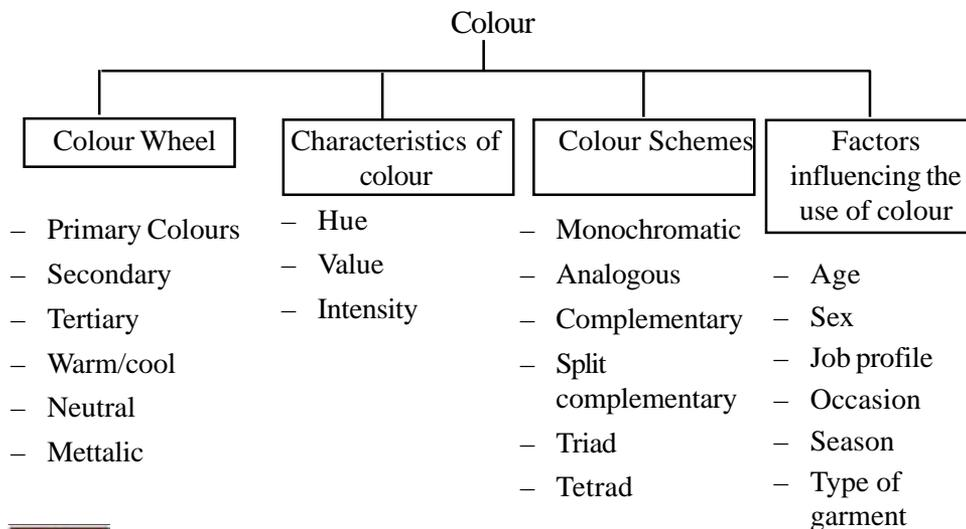 Colour
Colour Wheel
– Primary Colours
– Secondary
– Tertiary
– Warm/cool
– Neutral
– Mettalic
Characteristics of
colour
– Hue
– Value
– Intensity
Colour Schemes
– Monochromatic
– Analogous
– Complementary
– Split
complementary
– Triad
– Tetrad
Factors
influencing the
use of colour
– Age
– Sex
– Job profile
– Occasion
– Season
– Type of
garment